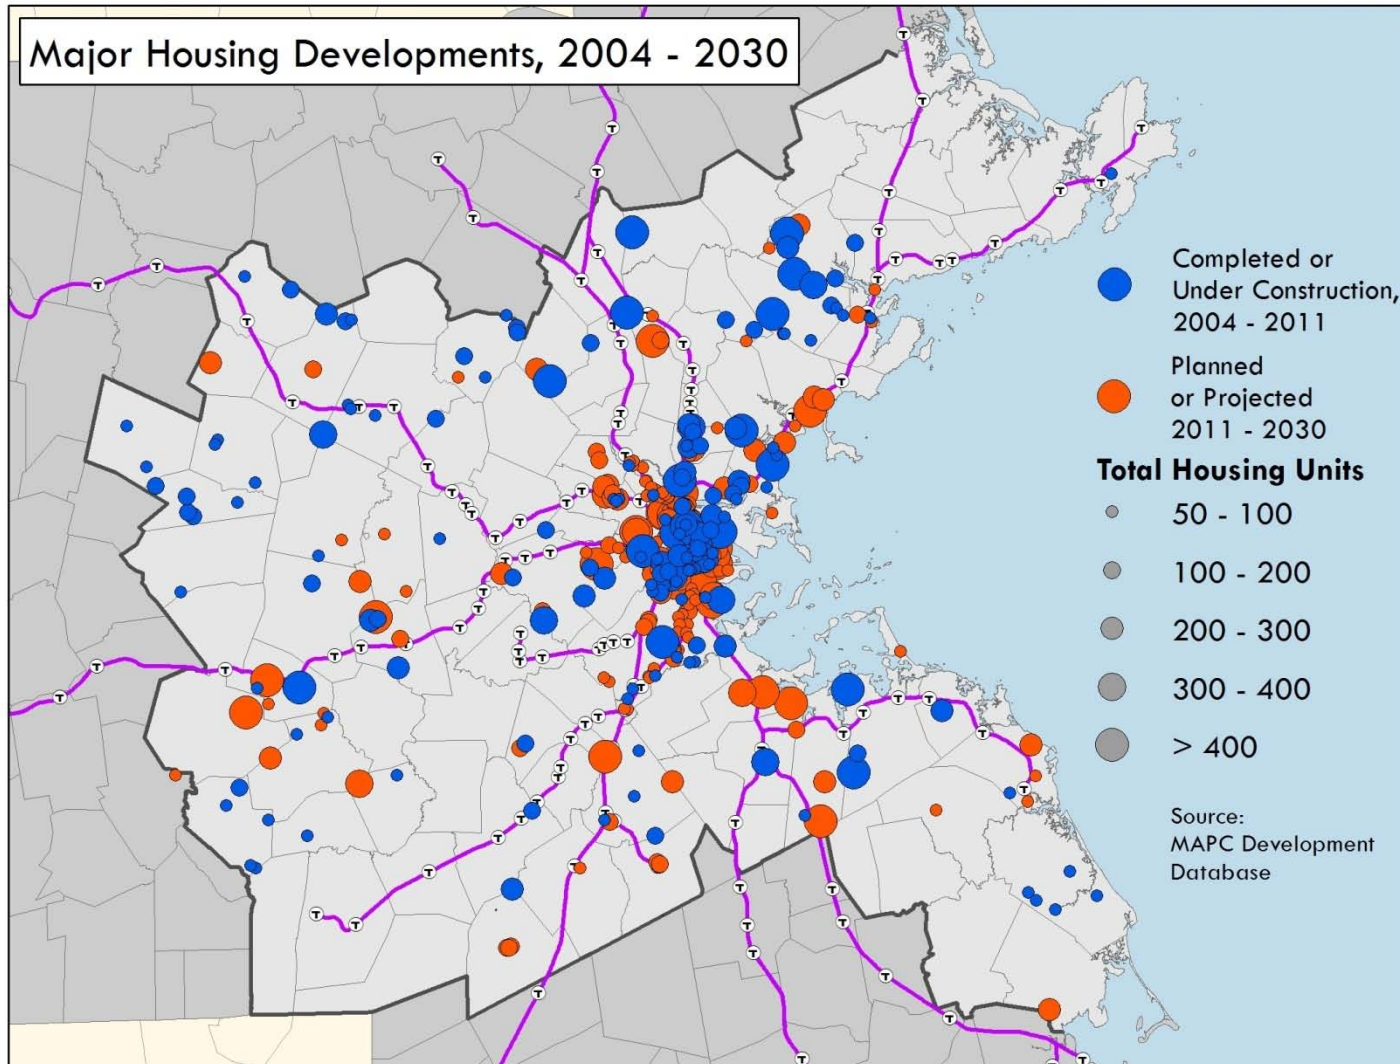 Major Housing Developments, 2004 - 2030
Completed or
Under Construction,
2004 - 2011
Planned
or Projected
2011 - 2030
Total Housing Units
50 - 100
100 - 200
200 - 300
300 - 400
> 400
Source:
MAPC Development
Database